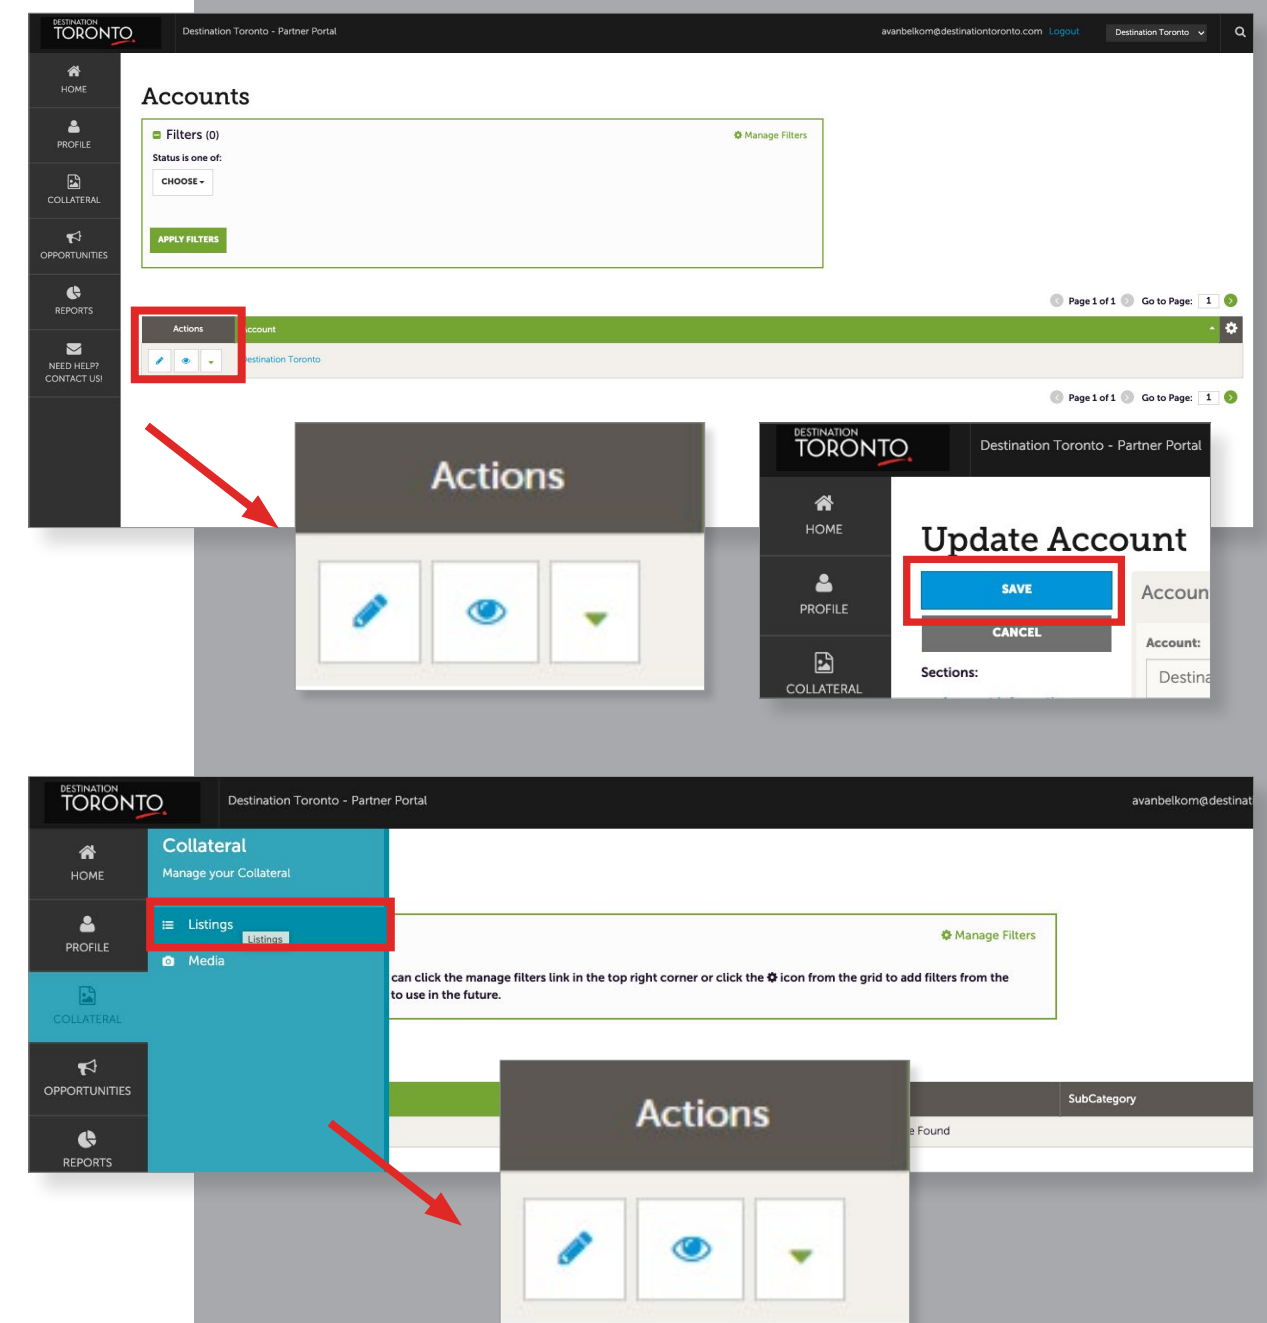 DESTINATION
TORONTO
Destination Toronto - Partner Portal
avanbelkom@destinationtoronto.com Logout
Destination Toronto
HOME
PROFILE
COLLATERAL
OPPORTUNITIES
REPORTS
NEED HELP?
CONTACT US!
Accounts
Filters (0)
Manage Filters
Status is one of:
CHOOSE
APPLY FILTERS
Page 1 of 1 Go to Page: 1
Actions
Account
Destination Toronto
Page 1 of 1 Go to Page: 1
Actions
DESTINATION
TORONTO
Destination Toronto - Partner Portal
HOME
PROFILE
COLLATERAL
Update Account
SAVE
CANCEL
Sections:
Accoun
Account:
Destina
DESTINATION
TORONTO
Destination Toronto - Partner Portal
avanbelkom@destinat
HOME
PROFILE
COLLATERAL
OPPORTUNITIES
REPORTS
Collateral
Manage your Collateral
Listings
Listings
Media
Manage Filters
can click the manage filters link in the top right corner or click the icon from the grid to add filters from the
to use in the future.
SubCategory
e Found
Actions